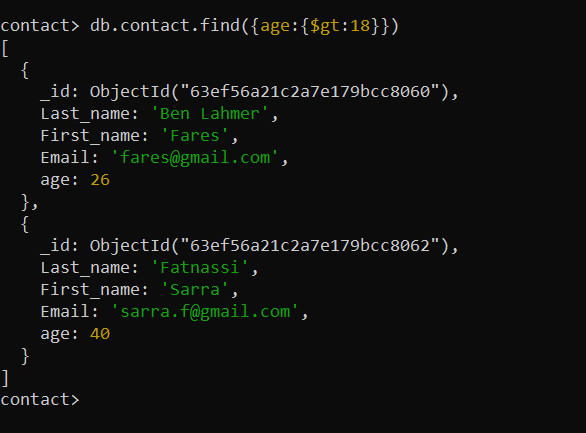 contact> db.contact.find({age:{$gt:18}})
[
  {
    _id: ObjectId("63ef56a21c2a7e179bcc8060"),
    Last_name: 'Ben Lahmer',
    First_name: 'Fares',
    Email: 'fares@gmail.com',
    age: 26
  },
  {
    _id: ObjectId("63ef56a21c2a7e179bcc8062"),
    Last_name: 'Fatnassi',
    First_name: 'Sarra',
    Email: 'sarra.f@gmail.com',
    age: 40
  }
]
contact>